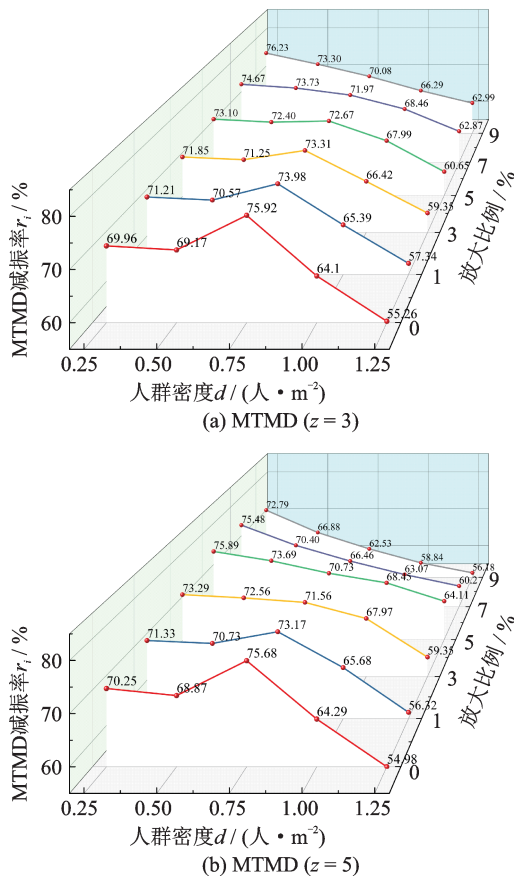 76.23 73.30 70.08 66.29 62.99
74.67 73.73 71.97 68.46 62.87
73.10 72.40 72.67 67.99 60.65
71.85 71.25 73.31 66.42 59.35
71.21 70.57 73.98 65.39 57.34
69.96 69.17 75.92 64.1 55.26
MTMD减振率rᵢ / %
80
70
60
0.25 0.50 0.75 1.00 1.25
人群密度d / (人·m⁻²)
9
7
5
3
1
0
放大比例 / %
(a) MTMD (z = 3)
72.79 66.88 62.53 58.84 56.18
75.48 70.40 66.46 63.07 60.27
75.89 73.69 70.73 68.45 64.11
73.29 72.56 71.56 67.97 59.35
71.33 70.73 73.17 65.68 56.32
70.25 68.87 75.68 64.29 54.98
MTMD减振率rᵢ / %
80
70
60
0.25 0.50 0.75 1.00 1.25
人群密度d / (人·m⁻²)
9
7
5
3
1
0
放大比例 / %
(b) MTMD (z = 5)